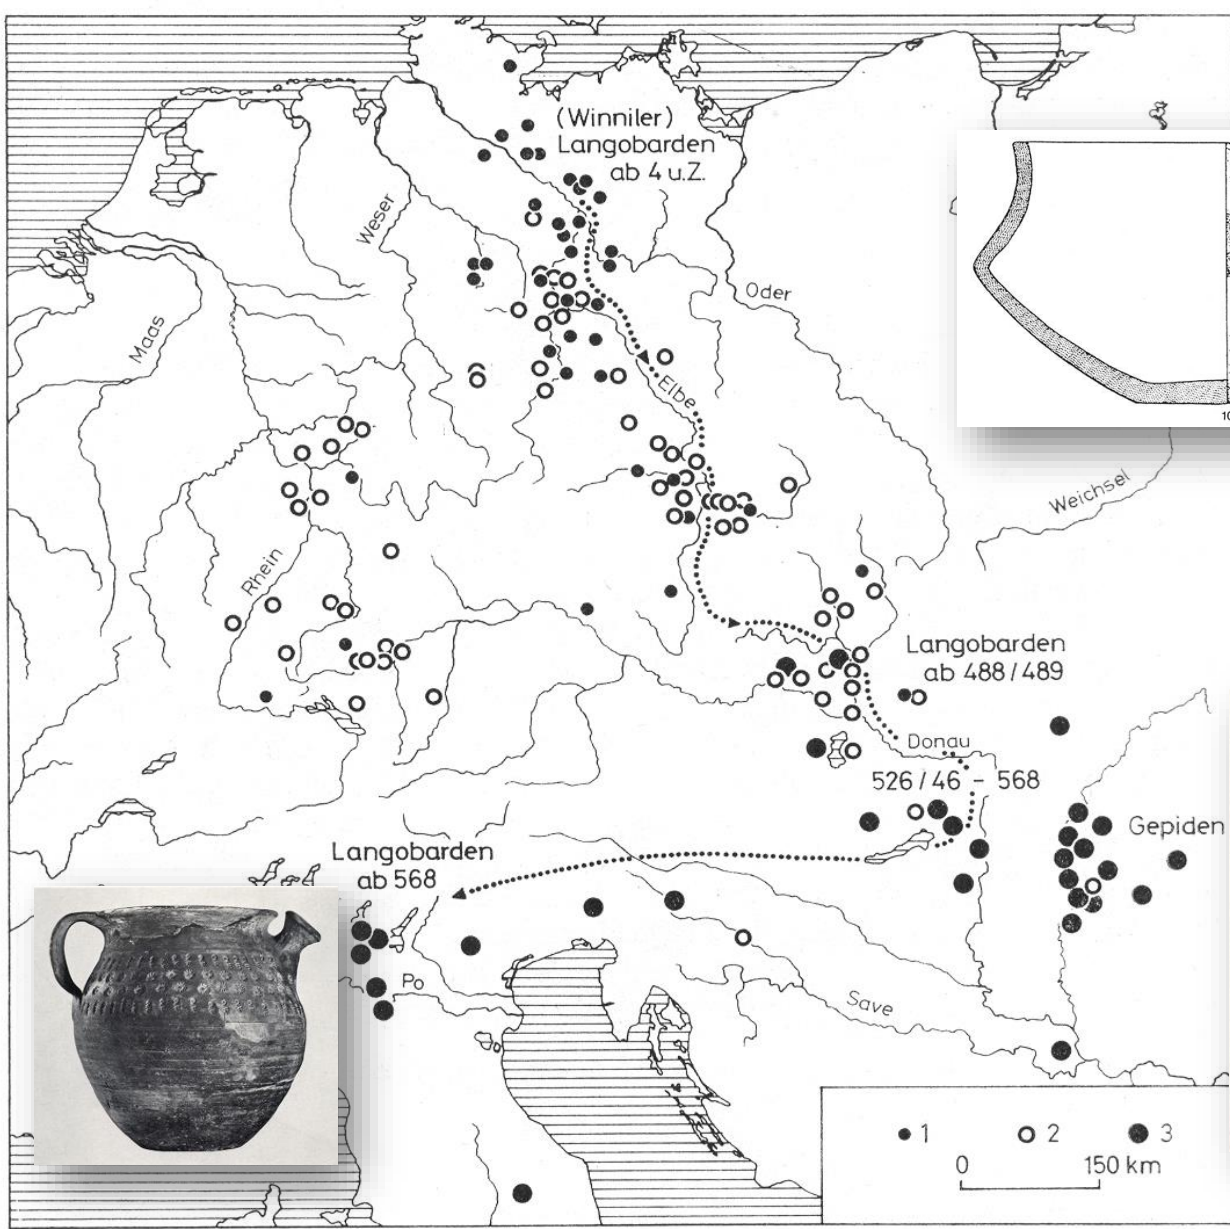 (Winniler)
Langobarden
ab 4 u.Z.
Weser
Oder
Maas
Elbe
Weichsel
Rhein
Langobarden
ab 488/489
Donau
526/46 - 568
Gepiden
Langobarden
ab 568
Po
Save
1
2
3
0
150 km